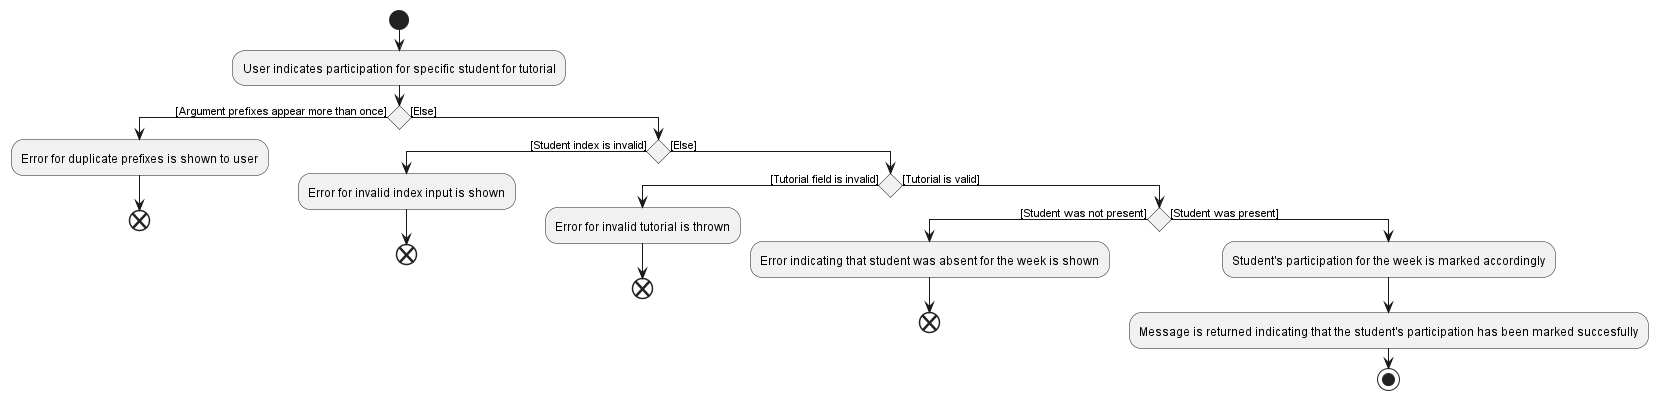 User indicates participation for specific student for tutorial
[Argument prefixes appear more than once]
[Else]
Error for duplicate prefixes is shown to user
[Student index is invalid]
[Else]
Error for invalid index input is shown
[Tutorial field is invalid]
[Tutorial is valid]
Error for invalid tutorial is thrown
[Student was not present]
[Student was present]
Error indicating that student was absent for the week is shown
Student's participation for the week is marked accordingly
Message is returned indicating that the student's participation has been marked succesfully